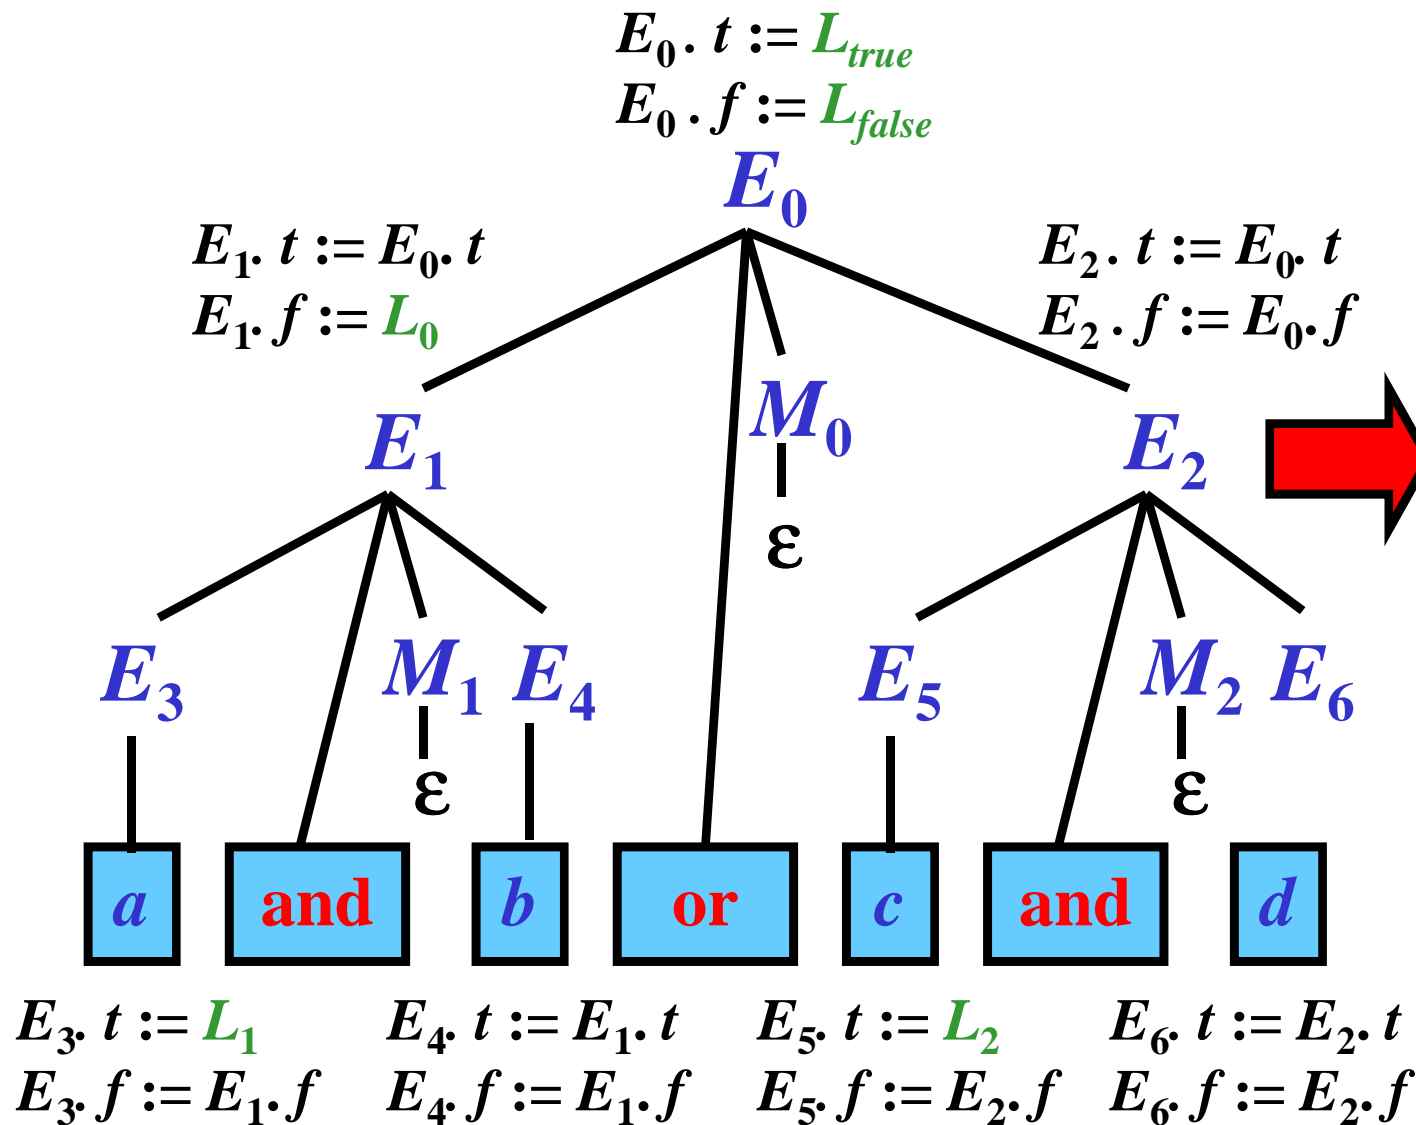 E₀. t := L_true
E₀.f := L_false
E₀
E₁. t := E₀. t E₂. t := E₀. t
E₁.f := L₀ E₂.f := E₀.f
E₁ M₀ E₂
ε
E₃ M₁ E₄ E₅ M₂ E₆
ε ε
a and b or c and d
E₃. t := L₁ E₄. t := E₁. t E₅. t := L₂ E₆. t := E₂. t
E₃.f := E₁.f E₄.f := E₁.f E₅.f := E₂.f E₆.f := E₂.f